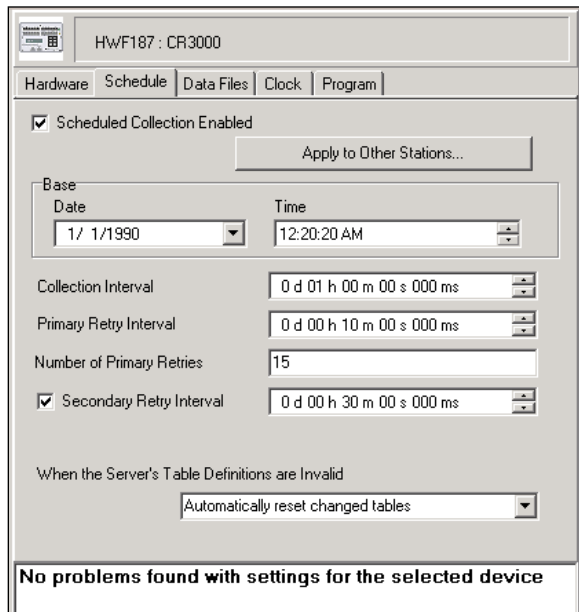 HWF187 : CR3000
Hardware Schedule Data Files Clock Program
Scheduled Collection Enabled
Apply to Other Stations...
Base
Date Time
1/ 1/1990 12:20:20 AM
Collection Interval 0 d 01 h 00 m 00 s 000 ms
Primary Retry Interval 0 d 00 h 10 m 00 s 000 ms
Number of Primary Retries 15
Secondary Retry Interval 0 d 00 h 30 m 00 s 000 ms
When the Server's Table Definitions are Invalid
Automatically reset changed tables
No problems found with settings for the selected device